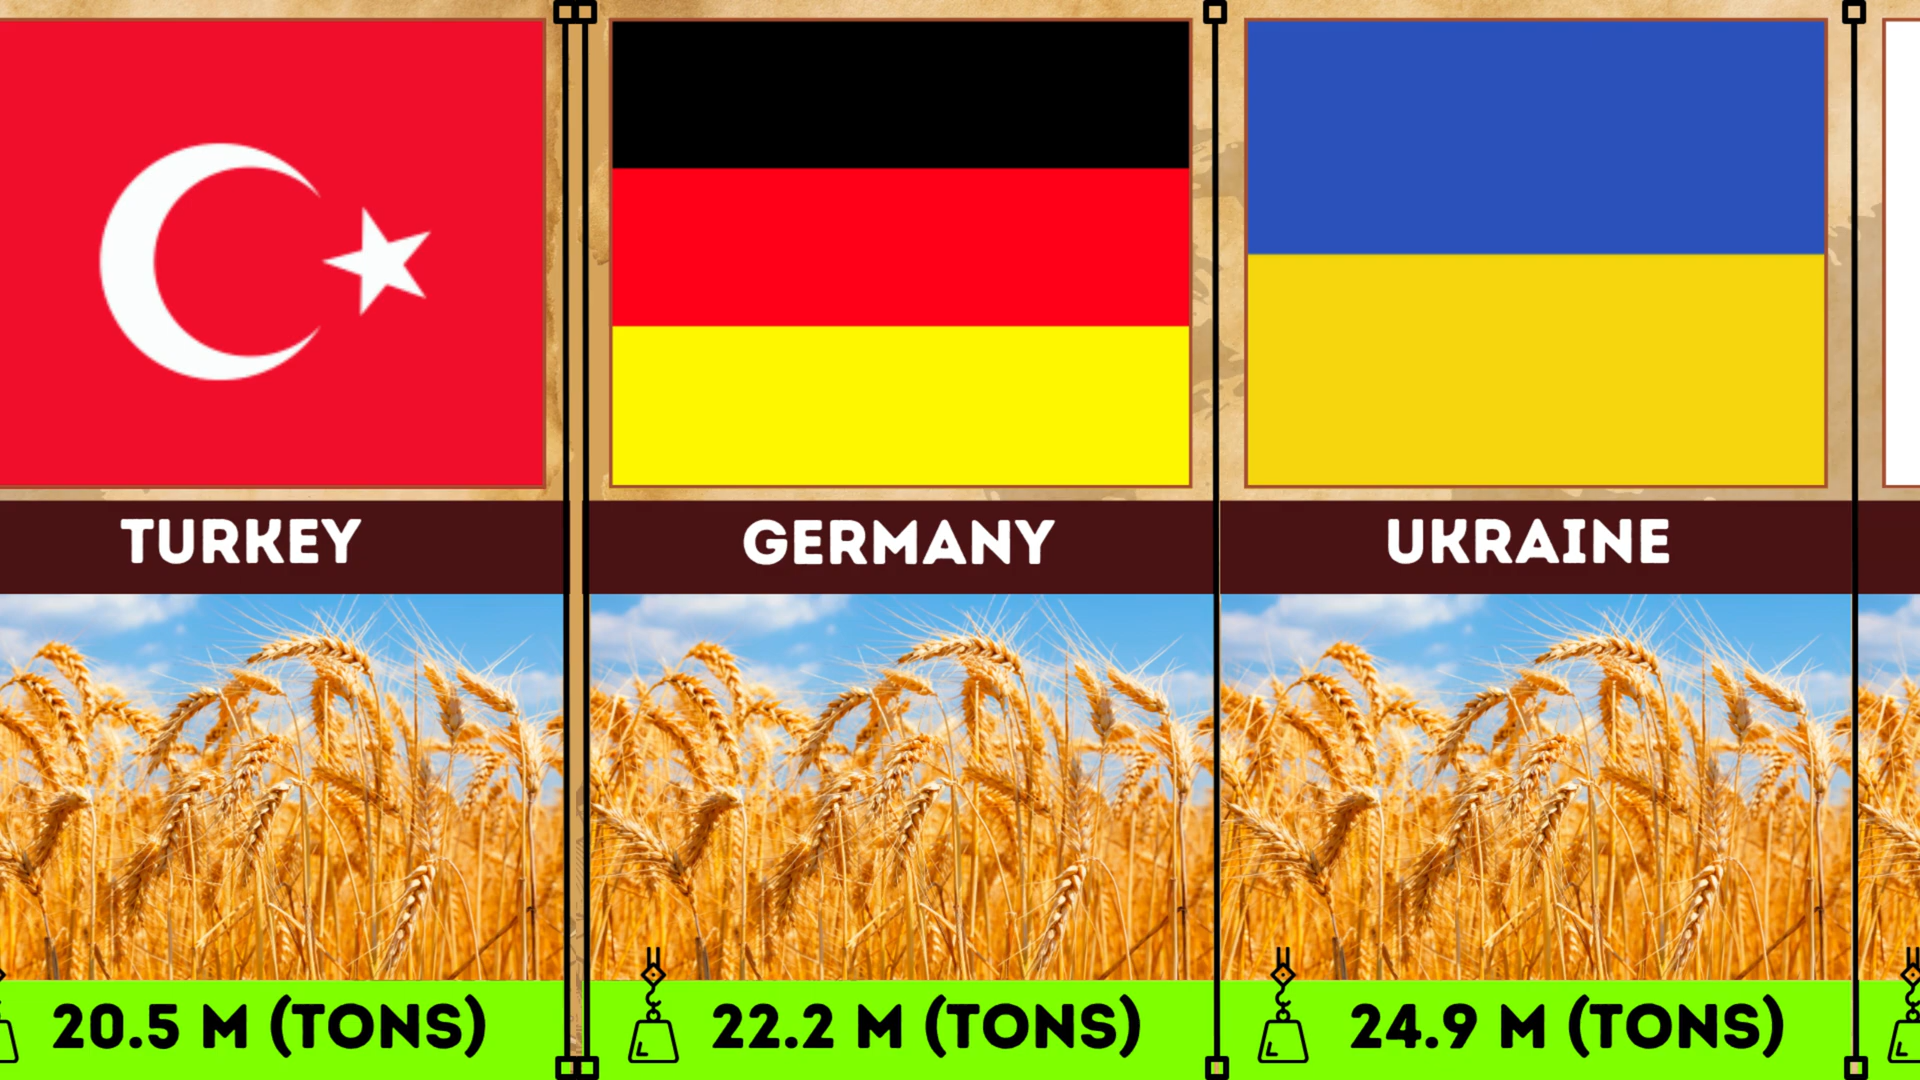 TURKEY
GERMANY
UKRAINE
20.5 M (TONS)
22.2 M (TONS)
24.9 M (TONS)